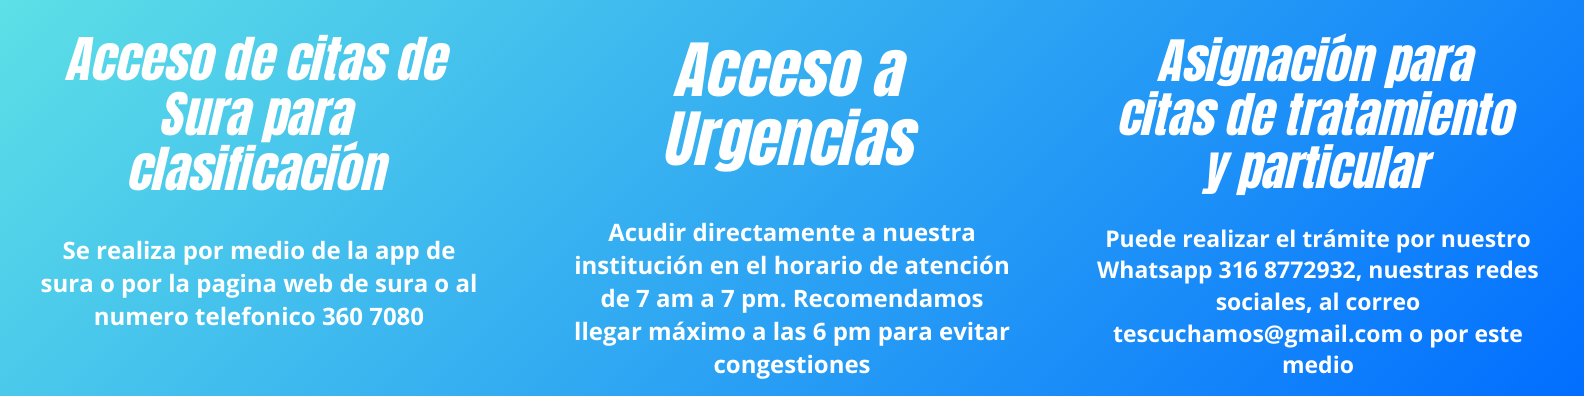 Acceso de citas de
Sura para
clasificación
Se realiza por medio de la app de
sura o por la pagina web de sura o al
numero telefonico 360 7080
Acceso a
Urgencias
Acudir directamente a nuestra
institución en el horario de atención
de 7 am a 7 pm. Recomendamos
llegar máximo a las 6 pm para evitar
congestiones
Asignación para
citas de tratamiento
y particular
Puede realizar el trámite por nuestro
Whatsapp 316 8772932, nuestras redes
sociales, al correo
tescuchamos@gmail.com o por este
medio